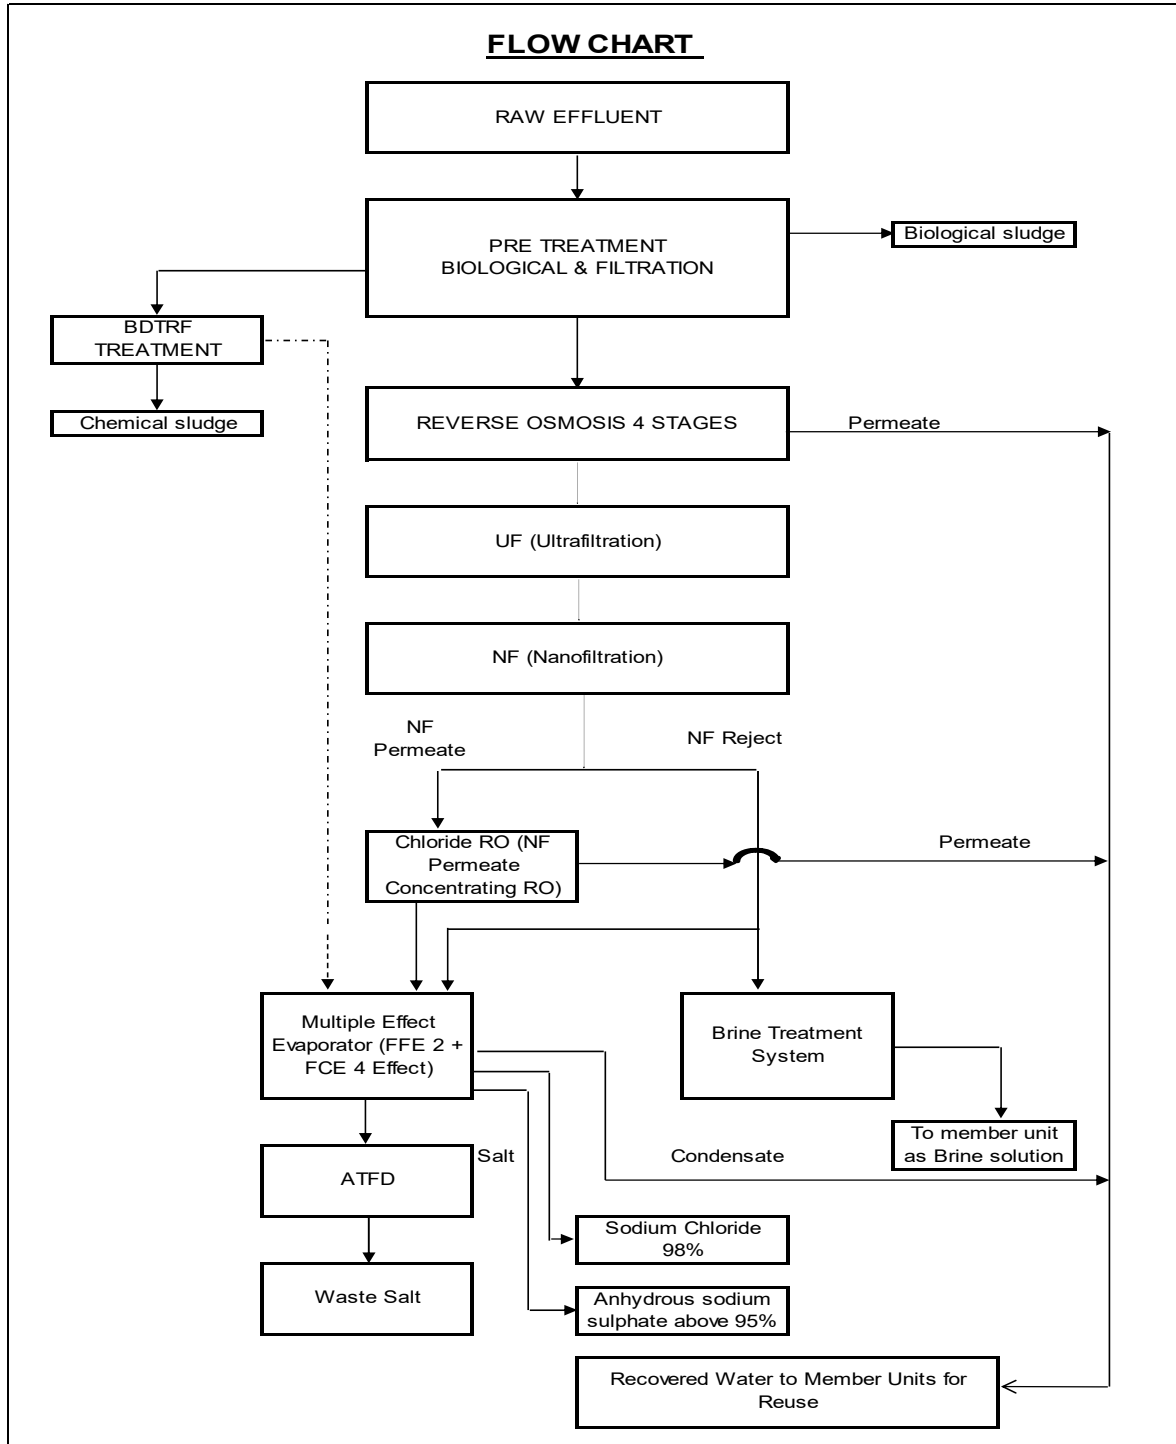 FLOW CHART
RAW EFFLUENT
PRE TREATMENT
BIOLOGICAL & FILTRATION
Biological sludge
BDTRF
TREATMENT
Chemical sludge
REVERSE OSMOSIS 4 STAGES
Permeate
UF (Ultrafiltration)
NF (Nanofiltration)
NF
Permeate
NF Reject
Chloride RO (NF
Permeate
Concentrating RO)
Permeate
Multiple Effect
Evaporator (FFE 2 +
FCE 4 Effect)
Brine Treatment
System
To member unit
as Brine solution
ATFD
Salt
Condensate
Sodium Chloride
98%
Waste Salt
Anhydrous sodium
sulphate above 95%
Recovered Water to Member Units for
Reuse